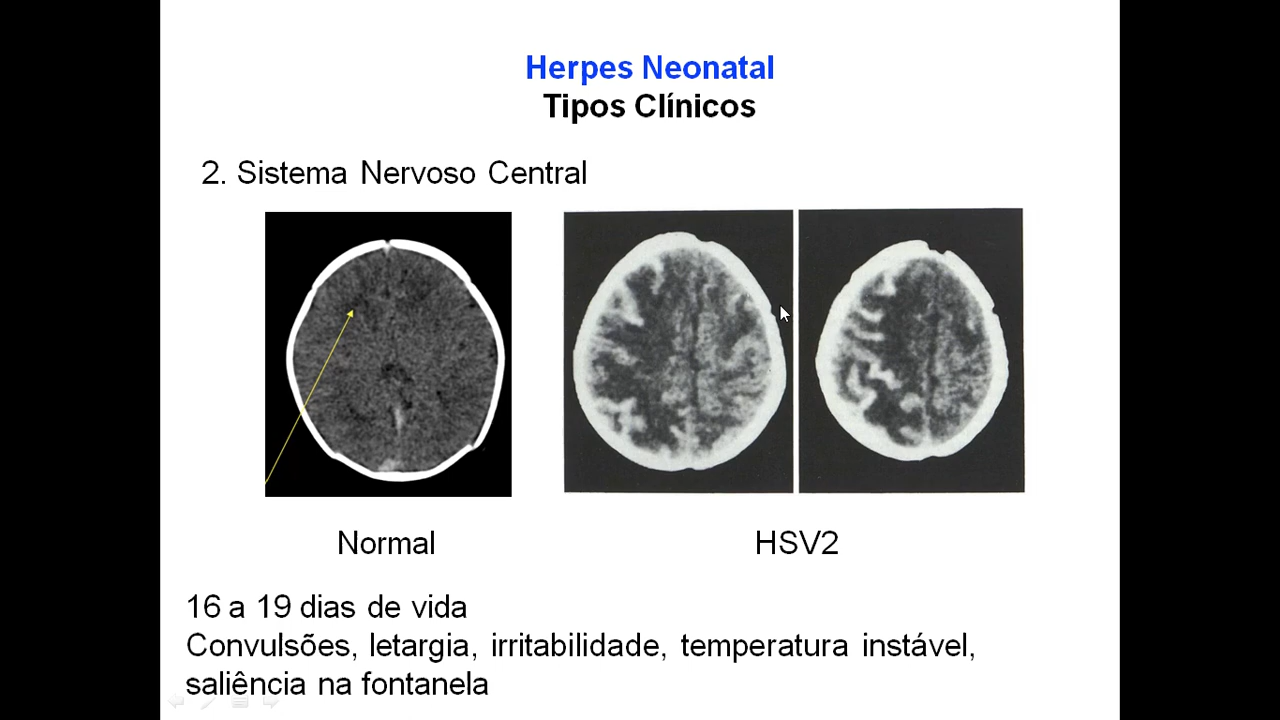 Herpes Neonatal
Tipos Clínicos
2. Sistema Nervoso Central
Normal
HSV2
16 a 19 dias de vida
Convulsões, letargia, irritabilidade, temperatura instável,
saliência na fontanela